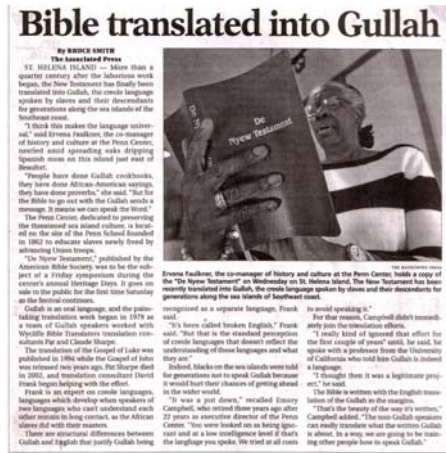 Bible translated into Gullah
By BRUCE SMITH
The Associated Press
ST. HELENA ISLAND — More than a
quarter century after the laborious work
began, the New Testament has finally been
translated into Gullah, the creole language
spoken by slaves and their descendants
for generations along the sea islands of the
Southeast coast.
"I think this makes the language univer-
sal," said Ervena Faulkner, the co-manager
of history and culture at the Penn Center,
nestled amid spreading oaks dripping
Spanish moss on this island just east of
Beaufort.
"People have done Gullah cookbooks,
they have done African-American sayings,
they have done proverbs," she said. "But for
the Bible to go out with the Gullah sends a
message. It means we can speak the Word."
The Penn Center, dedicated to preserving
the threatened sea island culture, is locat-
ed on the site of the Penn School founded
in 1862 to educate slaves newly freed by
advancing Union troops.
"De Nyew Testament," published by the
American Bible Society, was to be the sub-
ject of a Friday symposium during the
center's annual Heritage Days. It goes on
sale to the public for the first time Saturday
as the festival continues.
Gullah is an oral language, and the pains-
taking translation work began in 1979 as
a team of Gullah speakers worked with
Wycliffe Bible Translators translation con-
sultants Pat and Claude Sharpe.
The translation of the Gospel of Luke was
published in 1994 while the Gospel of John
was released two years ago. Pat Sharpe died
in 2002, and translation consultant David
Frank began helping with the effort.
Frank is an expert on creole languages,
languages which develop when speakers of
two languages who can't understand each
other remain in long contact, as the African
slaves did with their masters.
There are structural differences between
Gullah and English that justify Gullah being
De
Nyew Testament
THE ASSOCIATED PRESS
Ervena Faulkner, the co-manager of history and culture at the Penn Center, holds a copy of
the "De Nyew Testament" on Wednesday on St. Helena Island. The New Testament has been
recently translated into Gullah, the creole language spoken by slaves and their descendants for
generations along the sea islands of Southeast coast.
recognized as a separate language, Frank
said.
"It's been called broken English," Frank
said. "But that is the standard perception
of creole languages that doesn't reflect the
understanding of those languages and what
they are."
Indeed, blacks on the sea islands were told
for generations not to speak Gullah because
it would hurt their chances of getting ahead
in the wider world.
"It was a put down," recalled Emory
Campbell, who retired three years ago after
22 years as executive director of the Penn
Center. "You were looked on as being igno-
rant and at a low intelligence level if that's
the langfuage you spoke. We tried at all costs
to avoid speaking it."
For that reason, Campbell didn't immedi-
ately join the translation efforts.
"I really kind of ignored that effort for
the first couple of years" until, he said, he
spoke with a professor from the University
of California who told him Gullah is indeed
a language.
"I thought then it was a legitimate proj-
ect," he said.
The Bible is written with the English trans-
lation of the Gullah in the margins.
"That's the beauty of the way it's written,"
Campbell added. "The non-Gullah speakers
can easily translate what the written Gullah
is about. In a way, we are going to be train-
ing other people how to speak Gullah."